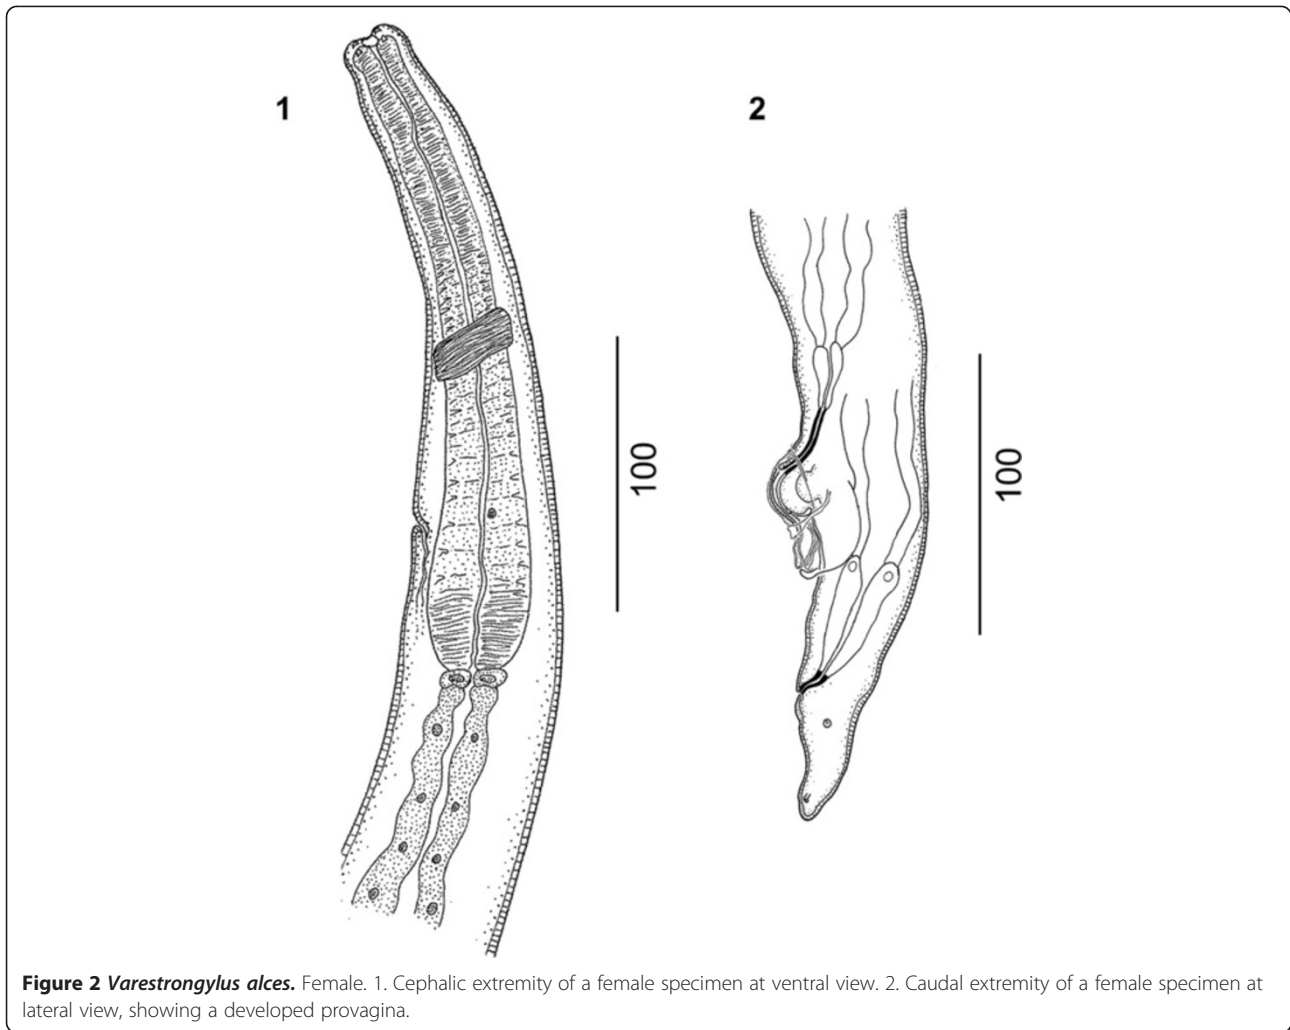 1
2
100
100
Figure 2 Varestrongylus alces. Female. 1. Cephalic extremity of a female specimen at ventral view. 2. Caudal extremity of a female specimen at
lateral view, showing a developed provagina.